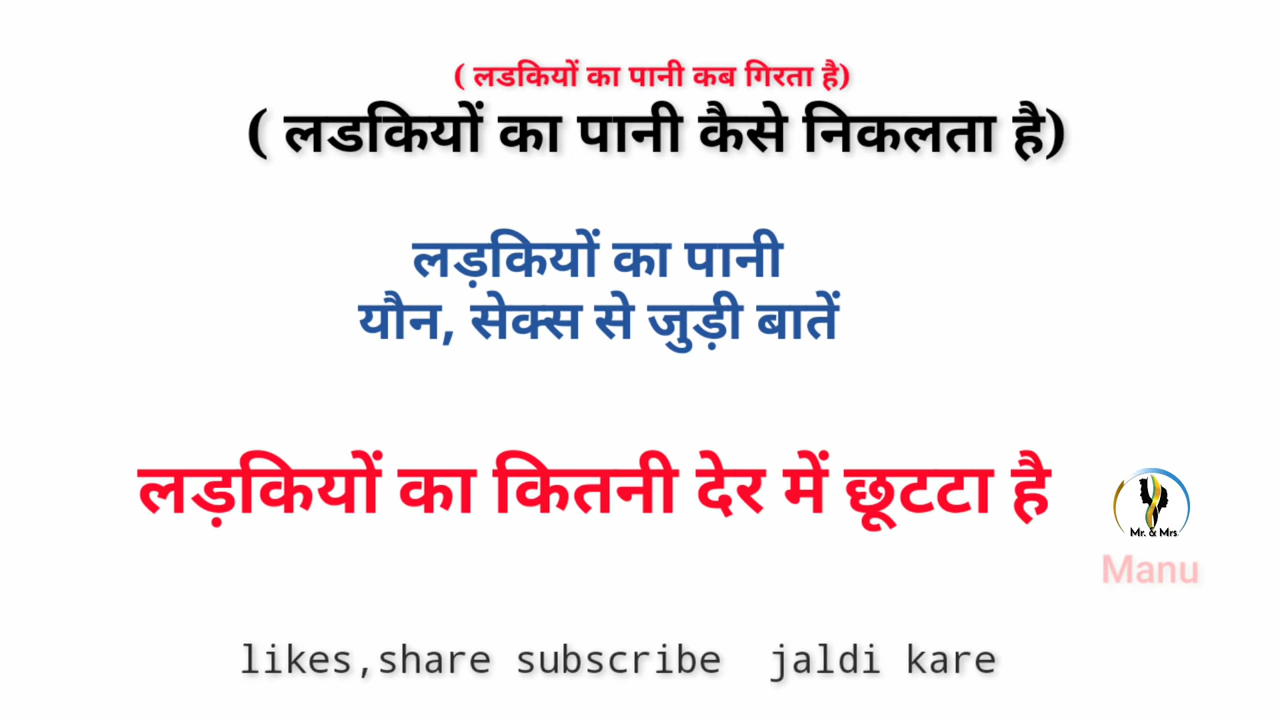 ( लडकियों का पानी कब गिरता है)
( लडकियों का पानी कैसे निकलता है)
लड़कियों का पानी
यौन, सेक्स से जुड़ी बातें
लड़कियों का कितनी देर में छूटटा है
Mr. & Mrs
Manu
likes,share subscribe jaldi kare